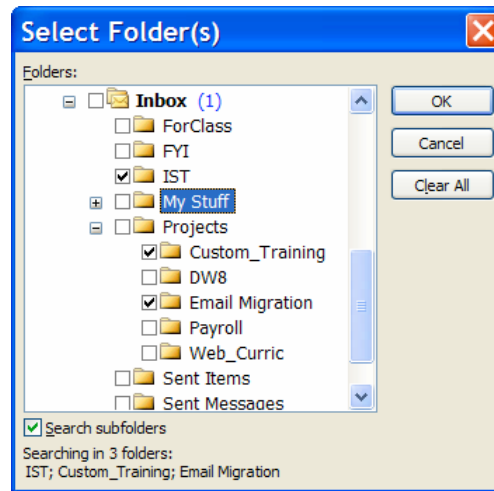 Select Folder(s)
Folders:
Inbox (1)
ForClass
FYI
IST
My Stuff
Projects
Custom_Training
DW8
Email Migration
Payroll
Web_Curric
Sent Items
Sent Messages
OK
Cancel
Clear All
Search subfolders
Searching in 3 folders:
IST; Custom_Training; Email Migration